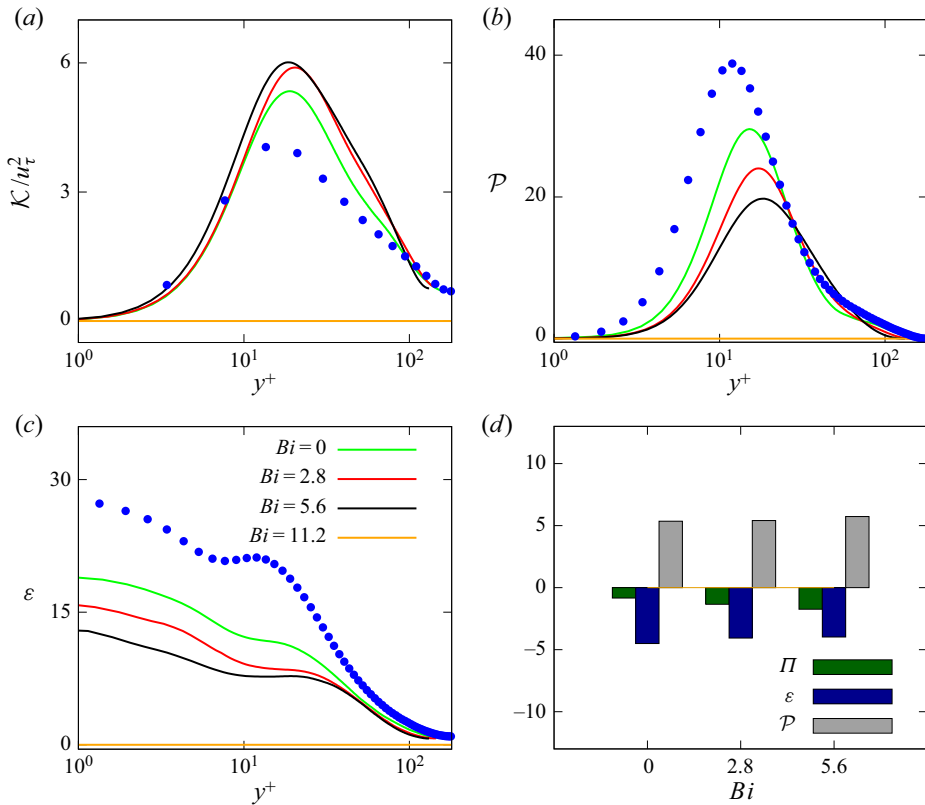 (a)
6
3
0
𝒦/u_τ^2
10^0
10^1
10^2
y^+
(b)
40
20
0
𝒫
10^0
10^1
10^2
y^+
(c)
30
15
0
ε
Bi = 0
Bi = 2.8
Bi = 5.6
Bi = 11.2
10^0
10^1
10^2
y^+
(d)
10
5
0
−5
−10
Π
ε
𝒫
0
2.8
5.6
Bi